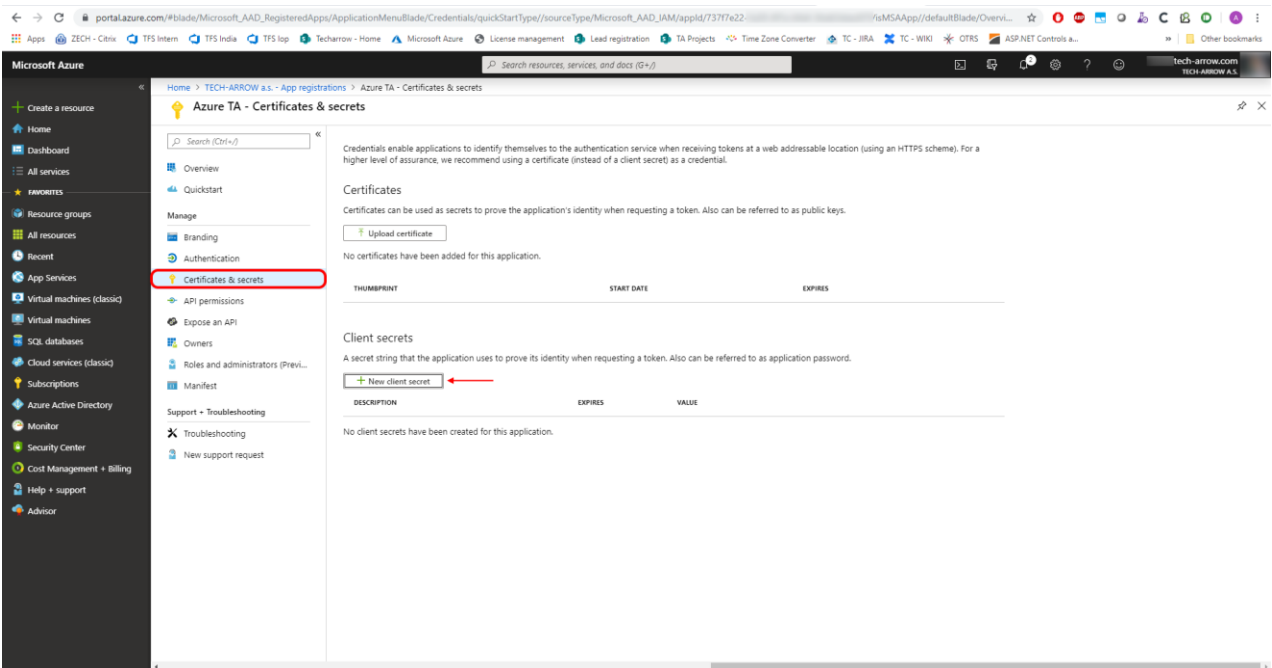 portal.azure.com/#blade/Microsoft_AAD_RegisteredApps/ApplicationMenuBlade/Credentials/quickStartType//sourceType/Microsoft_AAD_IAM/appId/737f7e22 /isMSAApp//defaultBlade/Overvi...
Apps ZECH - Citrix TFS Intern TFS India TFS Iop Techarrow - Home Microsoft Azure License management Lead registration TA Projects Time Zone Converter TC - JIRA TC - WIKI OTRS ASP.NET Controls a... » Other bookmarks
Microsoft Azure
Search resources, services, and docs (G+/)
2
tech-arrow.com
TECH-ARROW A.S.
«
Create a resource
Home
Dashboard
All services
FAVORITES
Resource groups
All resources
Recent
App Services
Virtual machines (classic)
Virtual machines
SQL databases
Cloud services (classic)
Subscriptions
Azure Active Directory
Monitor
Security Center
Cost Management + Billing
Help + support
Advisor
Home > TECH-ARROW a.s. - App registrations > Azure TA - Certificates & secrets
Azure TA - Certificates & secrets
Search (Ctrl+/)
«
Overview
Quickstart
Manage
Branding
Authentication
Certificates & secrets
API permissions
Expose an API
Owners
Roles and administrators (Previ...
Manifest
Support + Troubleshooting
Troubleshooting
New support request
Credentials enable applications to identify themselves to the authentication service when receiving tokens at a web addressable location (using an HTTPS scheme). For a
higher level of assurance, we recommend using a certificate (instead of a client secret) as a credential.
Certificates
Certificates can be used as secrets to prove the application's identity when requesting a token. Also can be referred to as public keys.
Upload certificate
No certificates have been added for this application.
THUMBPRINT START DATE EXPIRES
Client secrets
A secret string that the application uses to prove its identity when requesting a token. Also can be referred to as application password.
New client secret
DESCRIPTION EXPIRES VALUE
No client secrets have been created for this application.